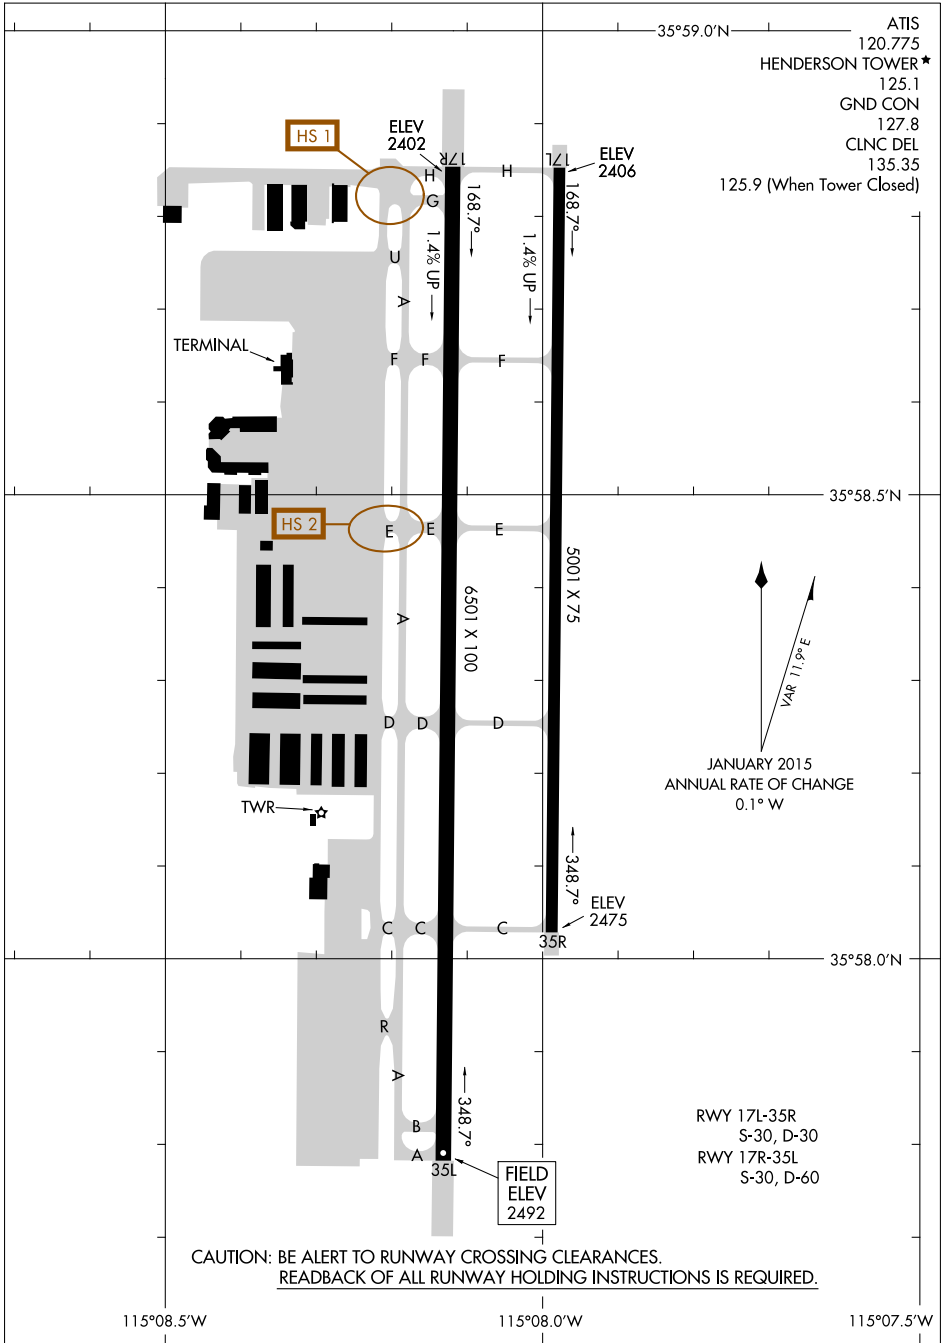 35°59.0'N
ATIS
120.775
HENDERSON TOWER★
125.1
GND CON
127.8
CLNC DEL
135.35
125.9 (When Tower Closed)
HS 1
ELEV
2402
17R
17L
ELEV
2406
H
H
G
168.7°
168.7°
1.4% UP
1.4% UP
U
A
TERMINAL
F
F
F
35°58.5'N
HS 2
E
E
E
5001 X 75
6501 X 100
A
VAR 11.9° E
D
D
D
JANUARY 2015
ANNUAL RATE OF CHANGE
0.1° W
TWR
348.7°
ELEV
2475
C
C
C
35R
35°58.0'N
R
A
348.7°
B
A
35L
RWY 17L-35R
S-30, D-30
RWY 17R-35L
S-30, D-60
FIELD
ELEV
2492
CAUTION: BE ALERT TO RUNWAY CROSSING CLEARANCES.
READBACK OF ALL RUNWAY HOLDING INSTRUCTIONS IS REQUIRED.
115°08.5'W
115°08.0'W
115°07.5'W